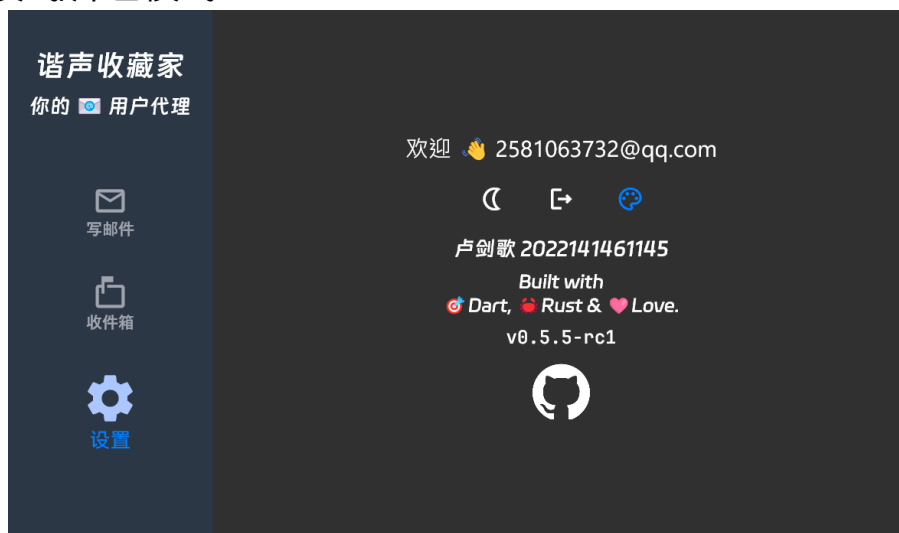 谐声收藏家
你的 📧 用户代理
写邮件
收件箱
设置
欢迎 👋 2581063732@qq.com
卢剑歌 2022141461145
Built with
🎯 Dart, 🦀 Rust & 💗 Love.
v0.5.5-rc1